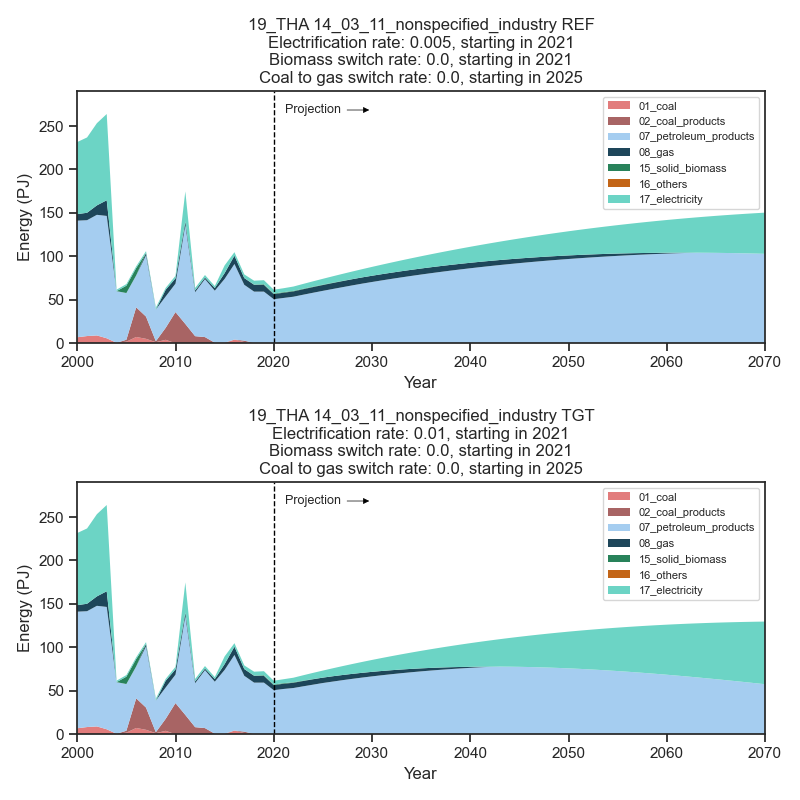 19_THA 14_03_11_nonspecified_industry REF
Electrification rate: 0.005, starting in 2021
Biomass switch rate: 0.0, starting in 2021
Coal to gas switch rate: 0.0, starting in 2025
Energy (PJ)
250
200
150
100
50
0
Projection
01_coal
02_coal_products
07_petroleum_products
08_gas
15_solid_biomass
16_others
17_electricity
2000 2010 2020 2030 2040 2050 2060 2070
Year
19_THA 14_03_11_nonspecified_industry TGT
Electrification rate: 0.01, starting in 2021
Biomass switch rate: 0.0, starting in 2021
Coal to gas switch rate: 0.0, starting in 2025
Energy (PJ)
250
200
150
100
50
0
Projection
01_coal
02_coal_products
07_petroleum_products
08_gas
15_solid_biomass
16_others
17_electricity
2000 2010 2020 2030 2040 2050 2060 2070
Year